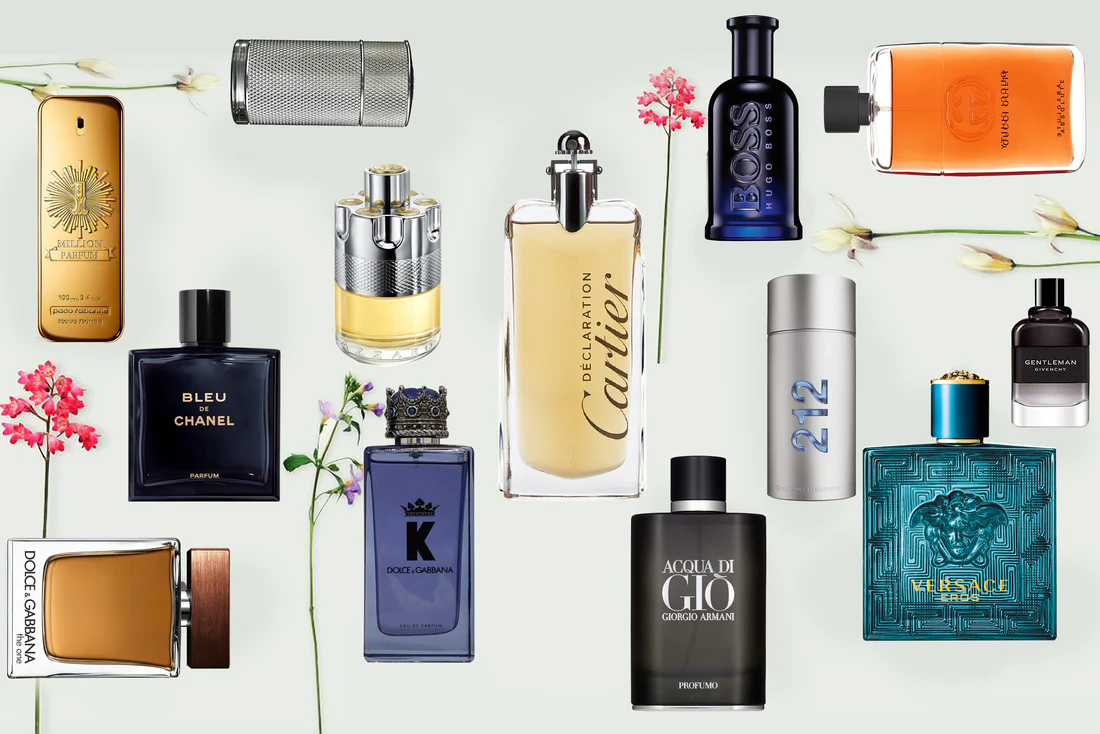 1
MILLION
PARFUM
paco rabanne
BLEU
DE
CHANEL
PARFUM
DOLCE & GABBANA
the one
K
DOLCE & GABBANA
EAU DE PARFUM
DÉCLARATION
Cartier
BOSS
HUGO BOSS
212
ACQUA DI
GIÒ
GIORGIO ARMANI
PROFUMO
GENTLEMAN
GIVENCHY
VERSACE
EROS